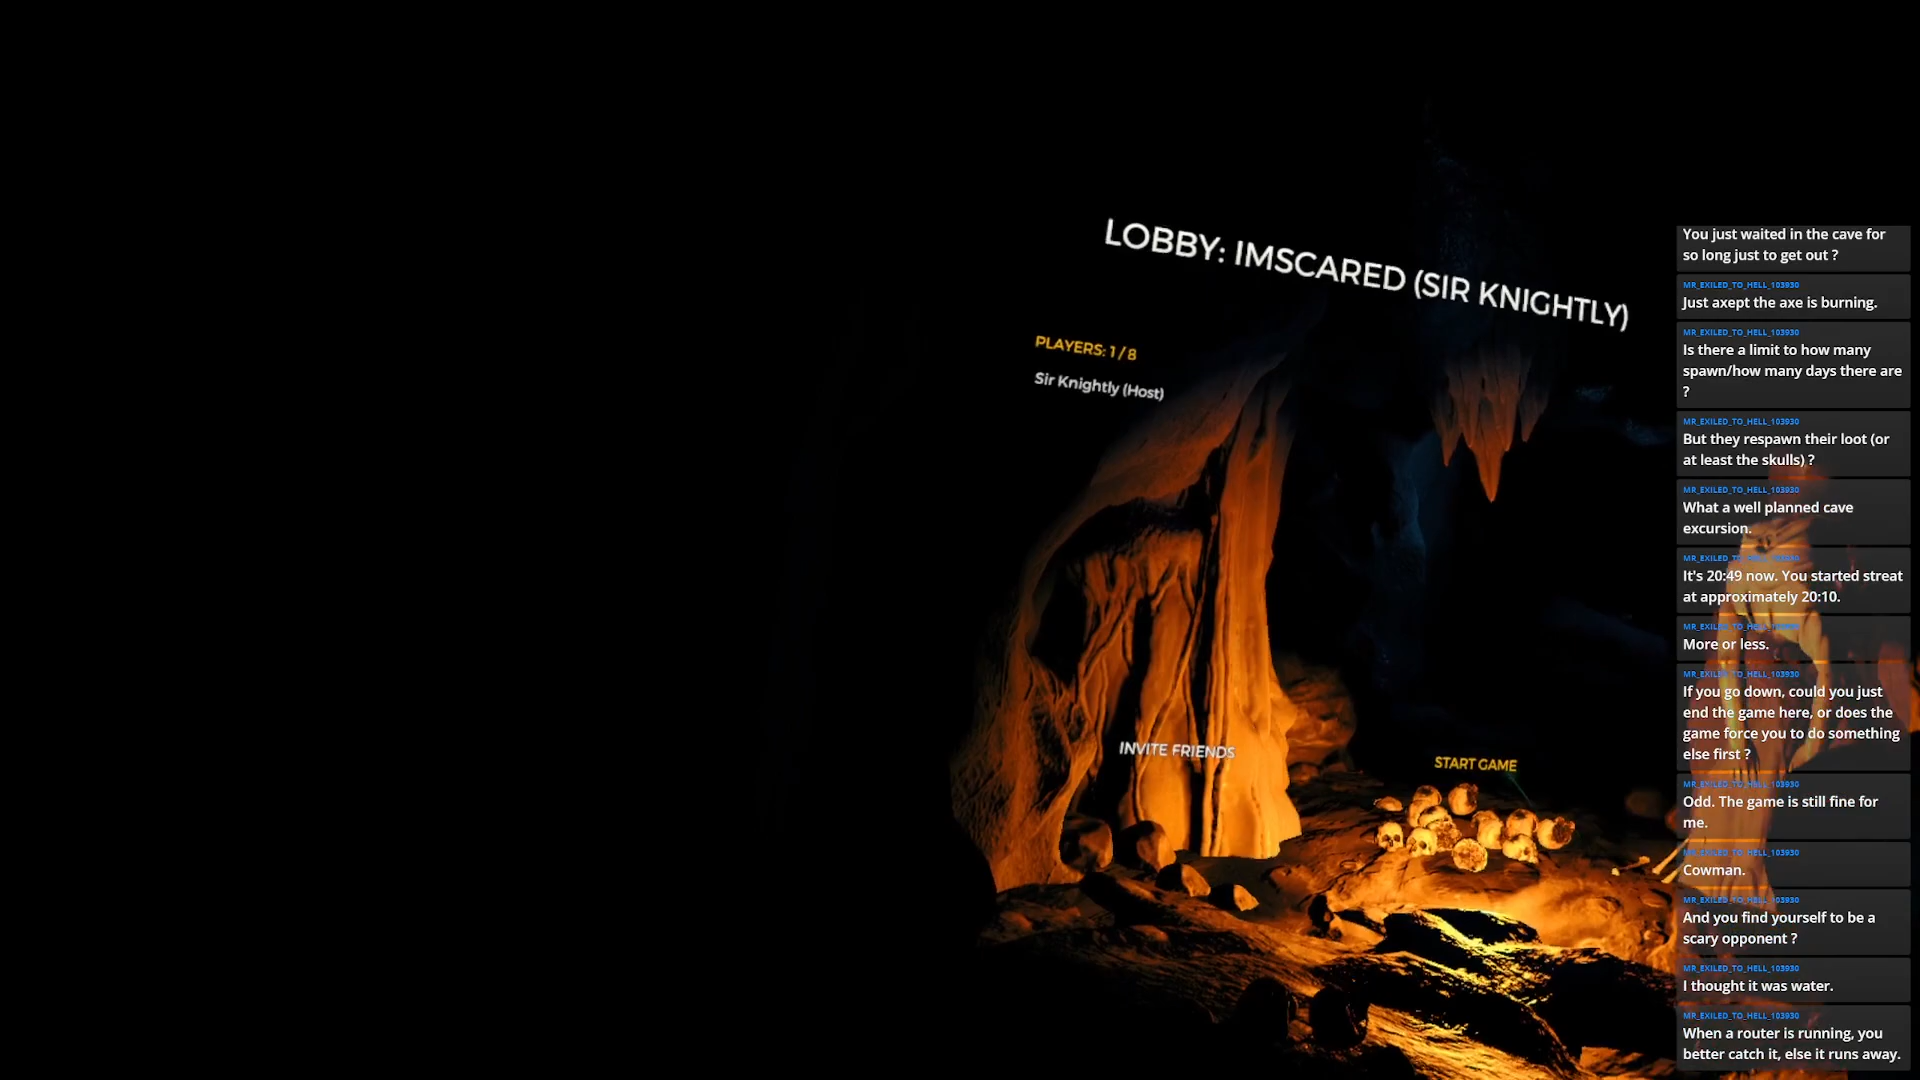 LOBBY: IMSCARED (SIR KNIGHTLY)
PLAYERS: 1 / 8
Sir Knightly (Host)
INVITE FRIENDS
START GAME
You just waited in the cave for
so long just to get out ?
MR_EXILED_TO_HELL_103930
Just axept the axe is burning.
MR_EXILED_TO_HELL_103930
Is there a limit to how many
spawn/how many days there are
?
MR_EXILED_TO_HELL_103930
But they respawn their loot (or
at least the skulls) ?
MR_EXILED_TO_HELL_103930
What a well planned cave
excursion.
MR_EXILED_TO_HELL_103930
It's 20:49 now. You started streat
at approximately 20:10.
MR_EXILED_TO_HELL_103930
More or less.
MR_EXILED_TO_HELL_103930
If you go down, could you just
end the game here, or does the
game force you to do something
else first ?
MR_EXILED_TO_HELL_103930
Odd. The game is still fine for
me.
MR_EXILED_TO_HELL_103930
Cowman.
MR_EXILED_TO_HELL_103930
And you find yourself to be a
scary opponent ?
MR_EXILED_TO_HELL_103930
I thought it was water.
MR_EXILED_TO_HELL_103930
When a router is running, you
better catch it, else it runs away.